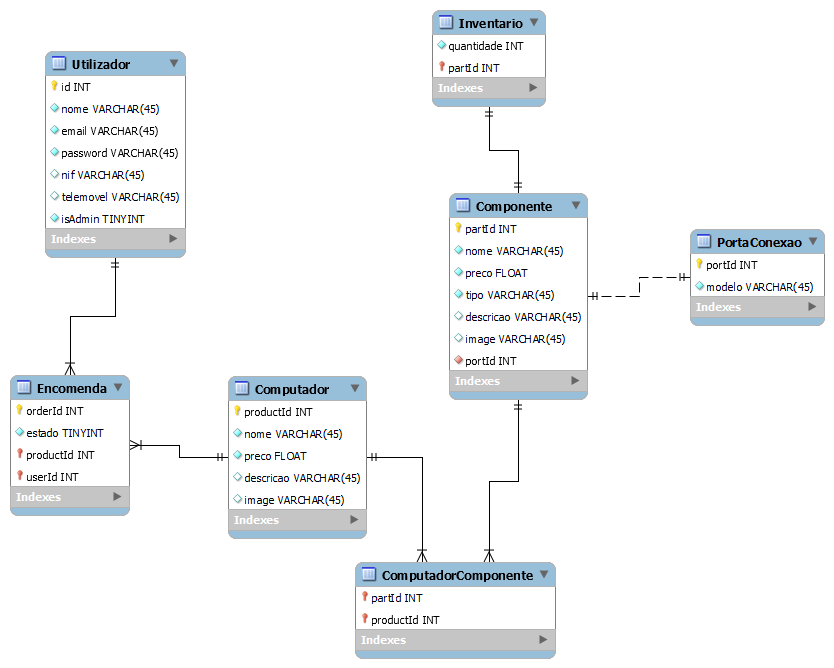 Inventario
quantidade INT
partId INT
Indexes
Utilizador
id INT
nome VARCHAR(45)
email VARCHAR(45)
password VARCHAR(45)
nif VARCHAR(45)
telemovel VARCHAR(45)
isAdmin TINYINT
Indexes
Componente
partId INT
nome VARCHAR(45)
preco FLOAT
tipo VARCHAR(45)
descricao VARCHAR(45)
image VARCHAR(45)
portId INT
Indexes
PortaConexao
portId INT
modelo VARCHAR(45)
Indexes
Encomenda
orderId INT
estado TINYINT
productId INT
userId INT
Indexes
Computador
productId INT
nome VARCHAR(45)
preco FLOAT
descricao VARCHAR(45)
image VARCHAR(45)
Indexes
ComputadorComponente
partId INT
productId INT
Indexes